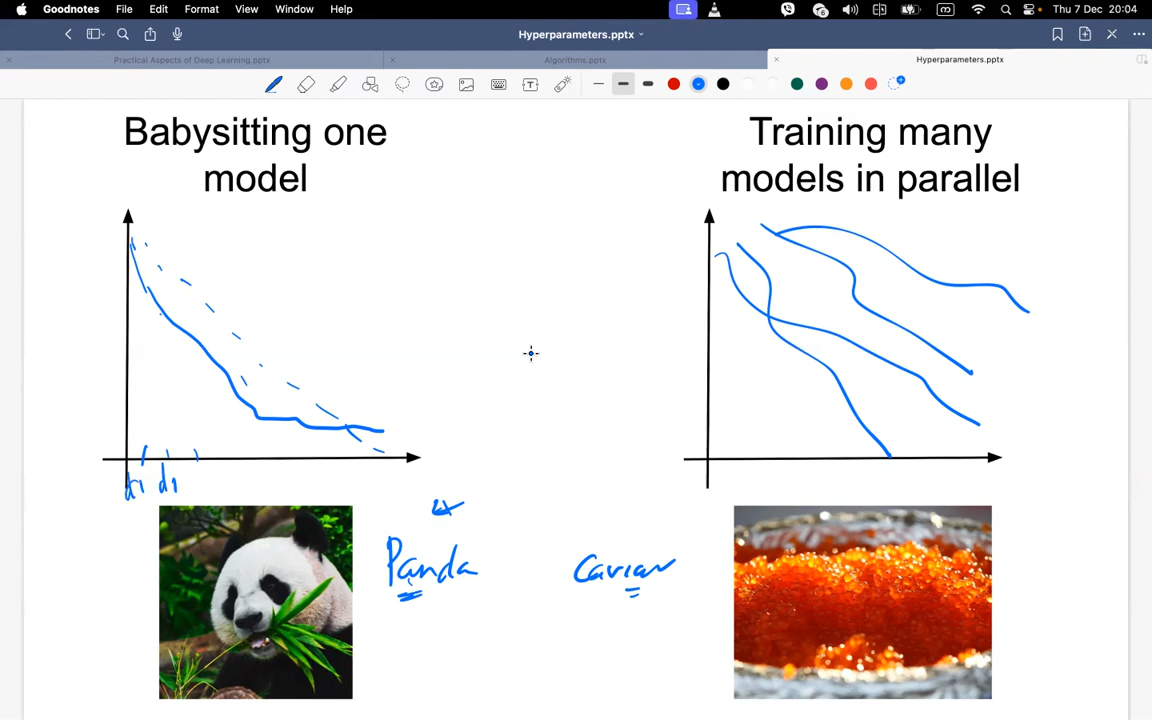 Goodnotes File Edit Format View Window Help Thu 7 Dec 20:04
Hyperparameters.pptx
Practical Aspects of Deep Learning.pptx Algorithms.pptx Hyperparameters.pptx
Babysitting one
model
Training many
models in parallel
Panda
Caviar